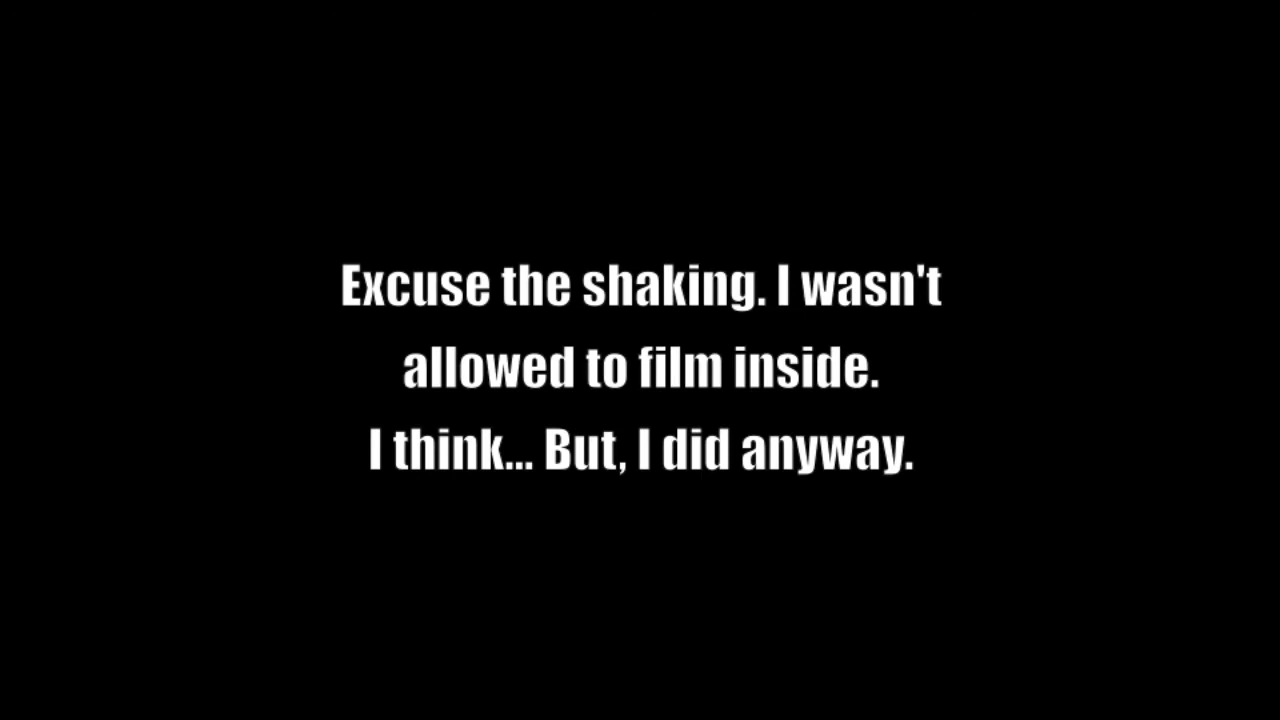 Excuse the shaking. I wasn't
allowed to film inside.
I think... But, I did anyway.